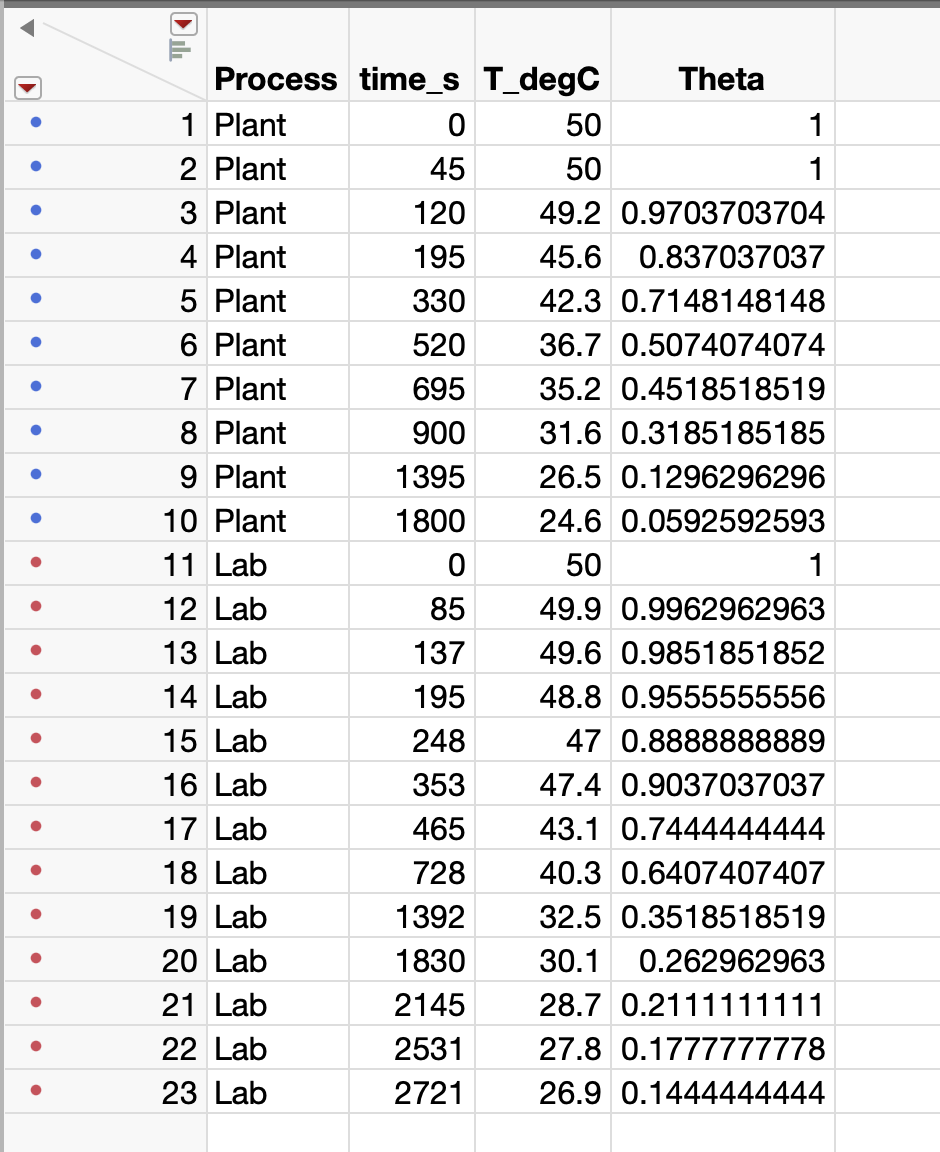 Process time_s T_degC Theta
1 Plant 0 50 1
2 Plant 45 50 1
3 Plant 120 49.2 0.9703703704
4 Plant 195 45.6 0.837037037
5 Plant 330 42.3 0.7148148148
6 Plant 520 36.7 0.5074074074
7 Plant 695 35.2 0.4518518519
8 Plant 900 31.6 0.3185185185
9 Plant 1395 26.5 0.1296296296
10 Plant 1800 24.6 0.0592592593
11 Lab 0 50 1
12 Lab 85 49.9 0.9962962963
13 Lab 137 49.6 0.9851851852
14 Lab 195 48.8 0.9555555556
15 Lab 248 47 0.8888888889
16 Lab 353 47.4 0.9037037037
17 Lab 465 43.1 0.7444444444
18 Lab 728 40.3 0.6407407407
19 Lab 1392 32.5 0.3518518519
20 Lab 1830 30.1 0.262962963
21 Lab 2145 28.7 0.2111111111
22 Lab 2531 27.8 0.1777777778
23 Lab 2721 26.9 0.1444444444